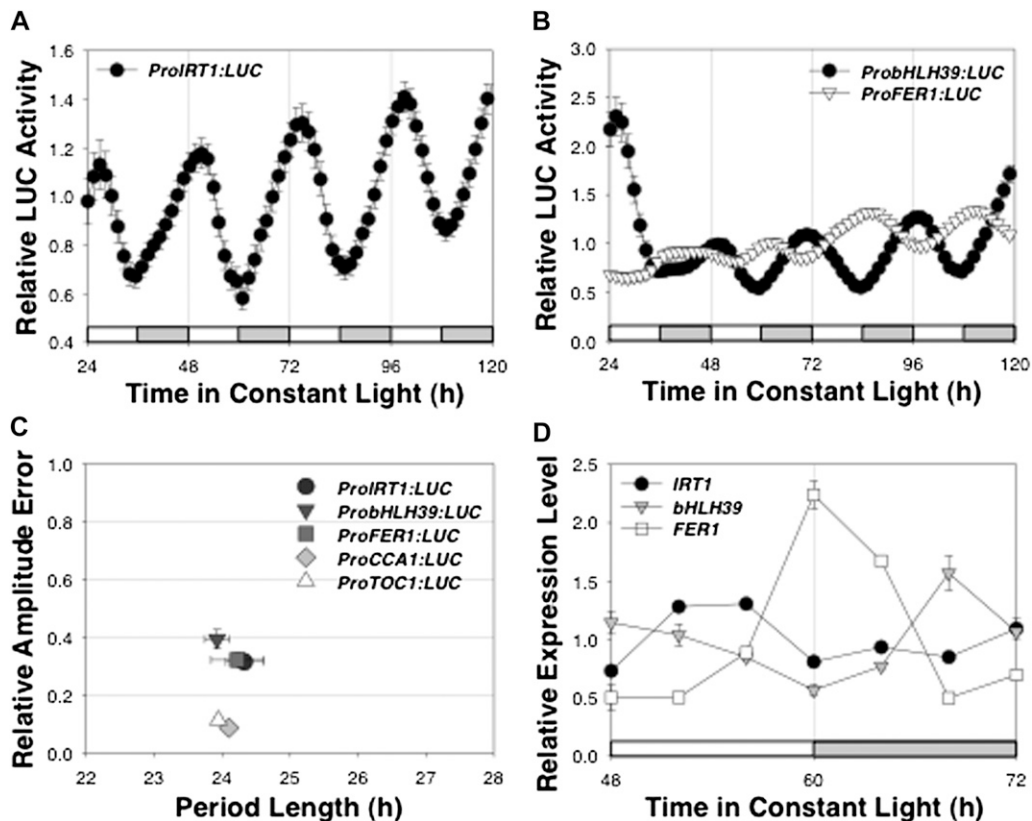 A
Relative LUC Activity
1.6
1.4
1.2
1.0
0.8
0.6
0.4
ProIRT1:LUC
24
48
72
96
120
Time in Constant Light (h)
B
Relative LUC Activity
3.0
2.5
2.0
1.5
1.0
0.5
0.0
ProbHLH39:LUC
ProFER1:LUC
24
48
72
96
120
Time in Constant Light (h)
C
Relative Amplitude Error
1.0
0.8
0.6
0.4
0.2
0.0
ProIRT1:LUC
ProbHLH39:LUC
ProFER1:LUC
ProCCA1:LUC
ProTOC1:LUC
22
23
24
25
26
27
28
Period Length (h)
D
Relative Expression Level
2.5
2.0
1.5
1.0
0.5
0.0
IRT1
bHLH39
FER1
48
60
72
Time in Constant Light (h)